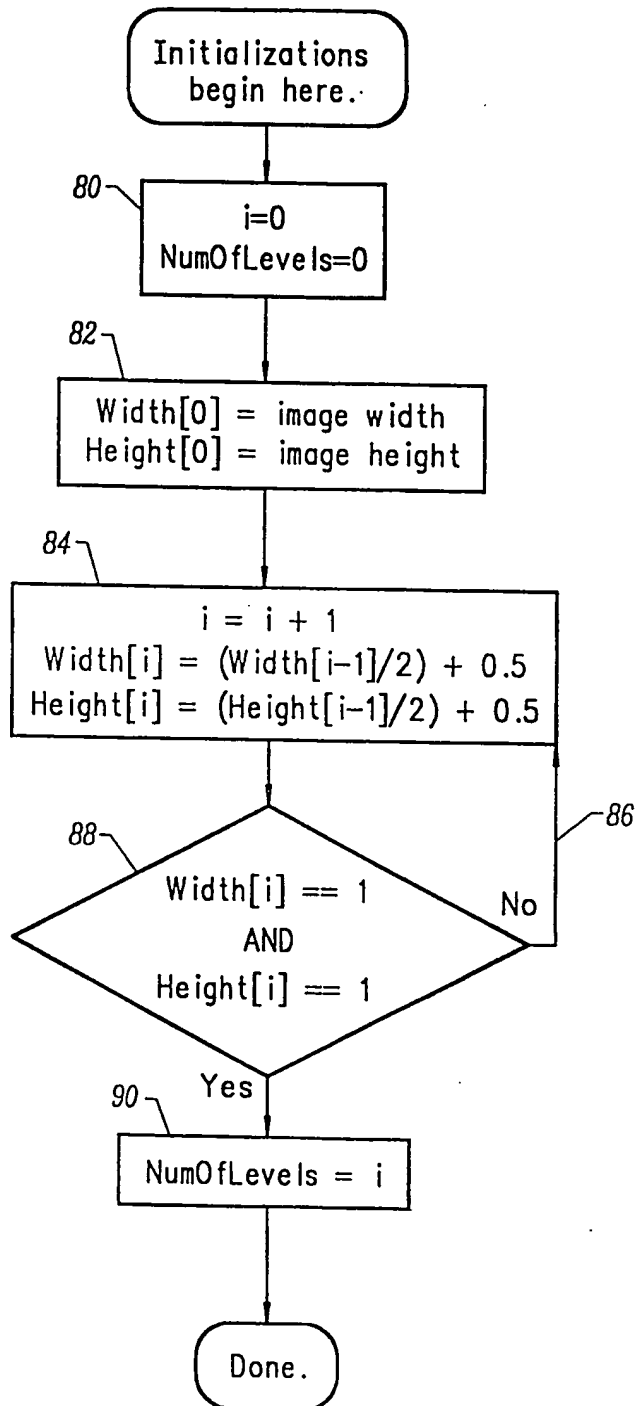 Initializations
begin here.
80
i=0
NumOfLevels=0
82
Width[0] = image width
Height[0] = image height
84
i = i + 1
Width[i] = (Width[i-1]/2) + 0.5
Height[i] = (Height[i-1]/2) + 0.5
86
88
Width[i] == 1
AND
Height[i] == 1
No
Yes
90
NumOfLevels = i
Done.